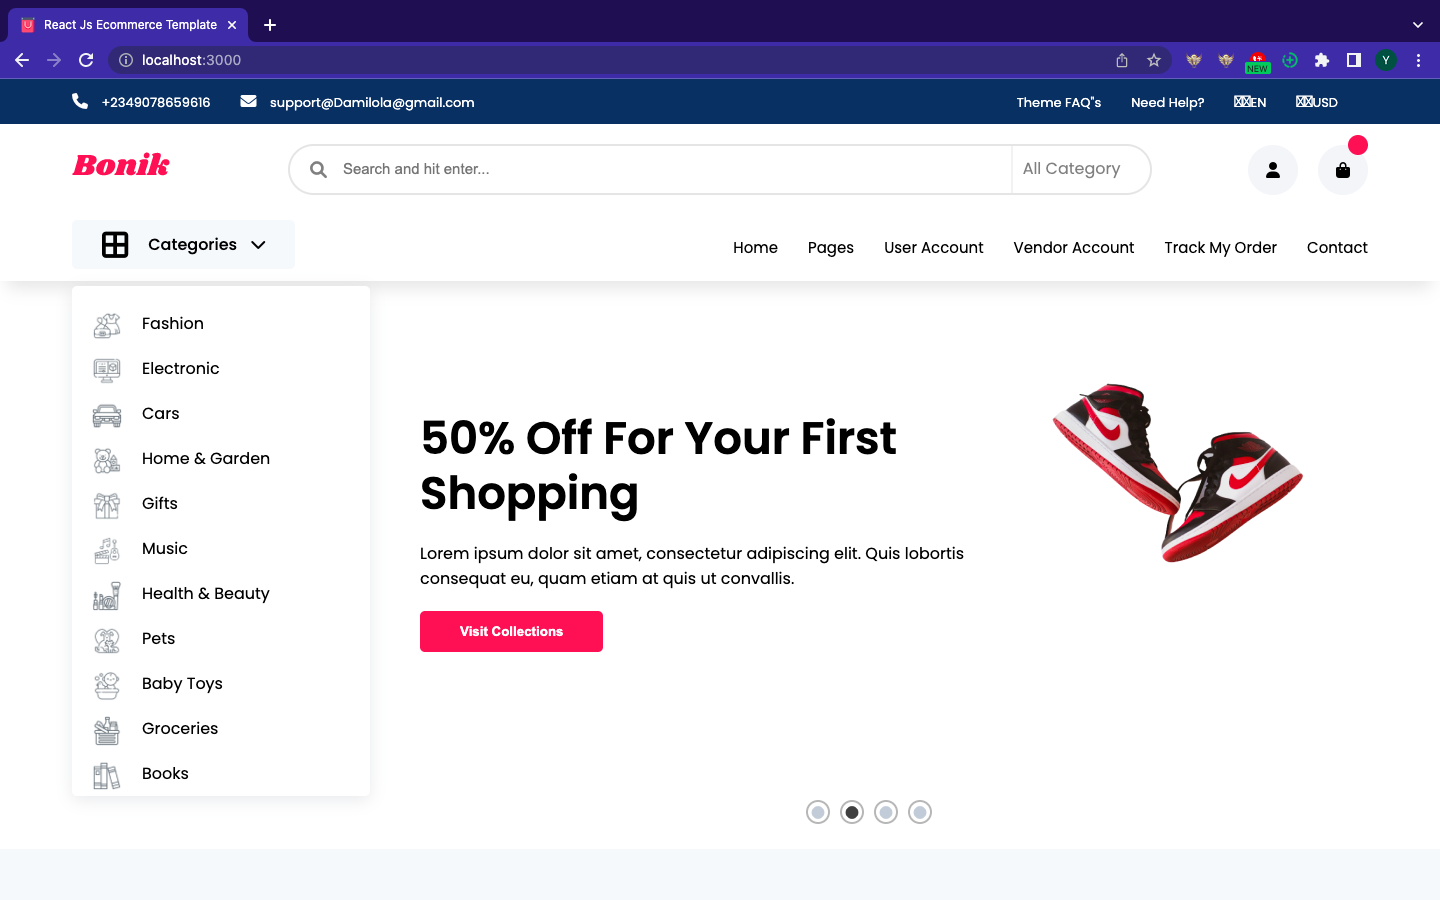 React Js Ecommerce Template
localhost:3000
NEW
Y
+2349078659616
support@Damilola@gmail.com
Theme FAQ"s
Need Help?
EN
USD
Bonik
Search and hit enter...
All Category
Categories
Home
Pages
User Account
Vendor Account
Track My Order
Contact
Fashion
Electronic
Cars
Home & Garden
Gifts
Music
Health & Beauty
Pets
Baby Toys
Groceries
Books
50% Off For Your First
Shopping
Lorem ipsum dolor sit amet, consectetur adipiscing elit. Quis lobortis
consequat eu, quam etiam at quis ut convallis.
Visit Collections